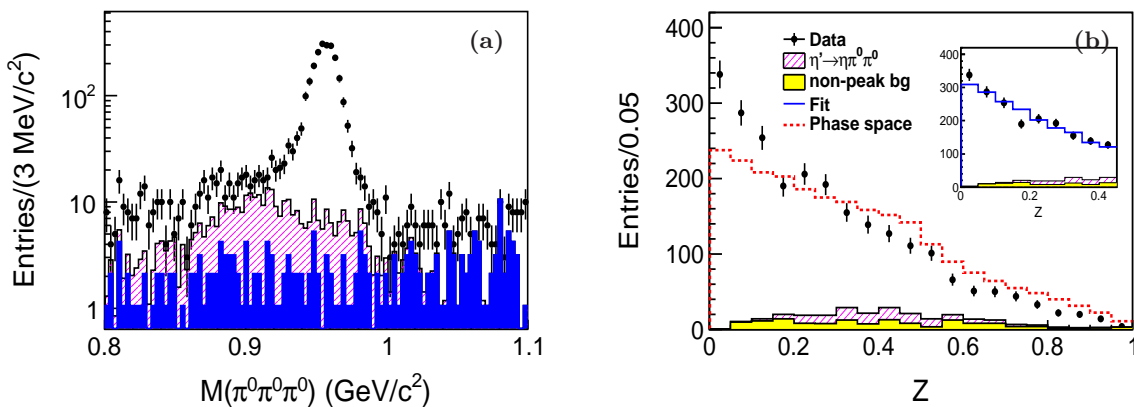 (a)
Entries/(3 MeV/c²)
10²
10
1
0.8
0.9
1
1.1
M(π⁰π⁰π⁰) (GeV/c²)
(b)
Entries/0.05
400
300
200
100
0
0
0.2
0.4
0.6
0.8
1
Z
Data
η'→ηπ⁰π⁰
non-peak bg
Fit
Phase space
400
300
200
100
0
0.2
0.4
Z